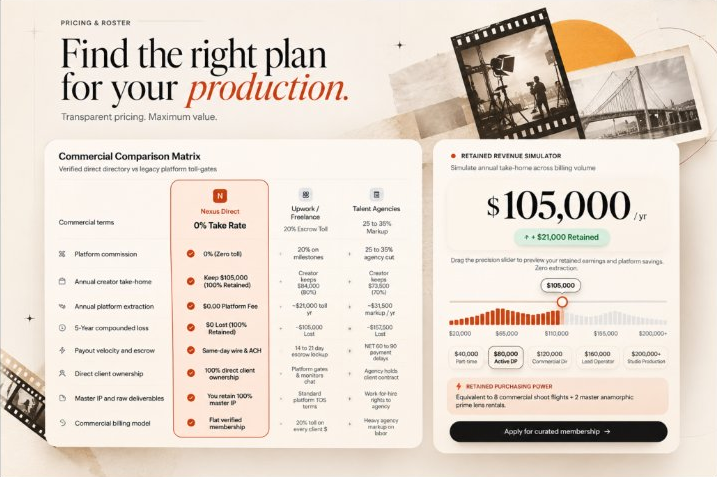 PRICING & ROSTER
Find the right plan
for your production.
Transparent pricing. Maximum value.
Commercial Comparison Matrix
Verified direct directory vs legacy platform toll-gates
Commercial terms
N
Nexus Direct
0% Take Rate
Upwork /
Freelance
20% Escrow Toll
Talent Agencies
25 to 35%
Markup
Platform commission
0% (Zero toll)
20% on
milestones
25 to 35%
agency cut
Annual creator take-home
Keep $105,000
(100% Retained)
Creator
keeps
$84,000
(80%)
Creator
keeps
$73,500
(70%)
Annual platform extraction
$0.00 Platform Fee
-$21,000 toll
yr
-$31,500
markup / yr
5-Year compounded loss
$0 Lost (100%
Retained)
-$105,000
Lost
-$157,500
Lost
Payout velocity and escrow
Same-day wire & ACH
14 to 21 day
escrow lockup
NET 60 to 90
payment
delays
Direct client ownership
100% direct client
ownership
Platform gates
& monitors
chat
Agency holds
client contract
Master IP and raw deliverables
You retain 100%
master IP
Standard
platform TOS
terms
Work-for-hire
rights to
agency
Commercial billing model
Flat verified
membership
20% toll on
every client $
Heavy agency
markup on
labor
RETAINED REVENUE SIMULATOR
Simulate annual take-home across billing volume
$105,000 / yr
+ $21,000 Retained
Drag the precision slider to preview your retained earnings and platform savings.
Zero extraction.
$105,000
$20,000
$65,000
$110,000
$155,000
$200,000+
$40,000
Part-time
$80,000
Active DP
$120,000
Commercial Dir
$160,000
Lead Operator
$200,000+
Studio Production
RETAINED PURCHASING POWER
Equivalent to 8 commercial shoot flights + 2 master anamorphic
prime lens rentals.
Apply for curated membership →